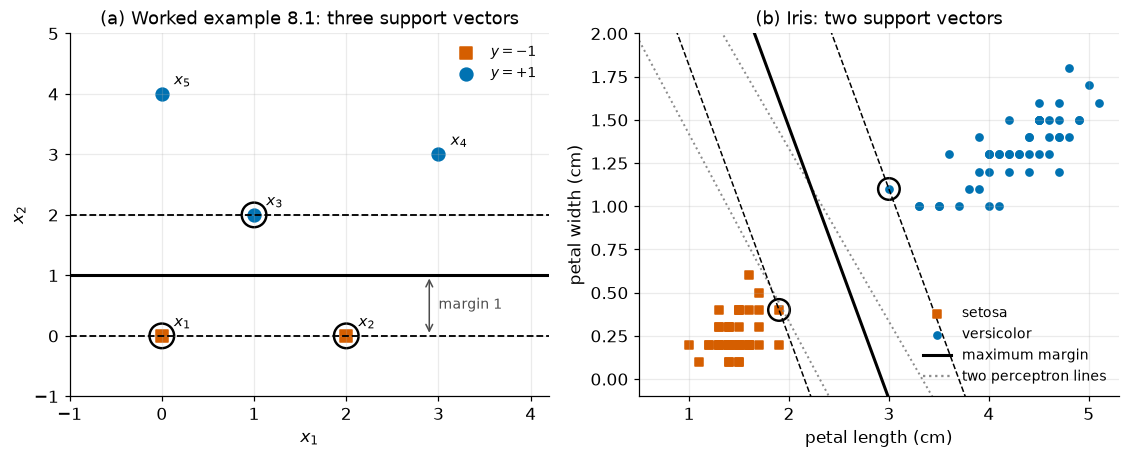 (a) Worked example 8.1: three support vectors
5
4
3
2
1
0
−1
x₂
−1
0
1
2
3
4
x₁
y = −1
y = +1
x₅
x₄
x₃
margin 1
x₁
x₂
(b) Iris: two support vectors
2.00
1.75
1.50
1.25
1.00
0.75
0.50
0.25
0.00
petal width (cm)
1
2
3
4
5
petal length (cm)
setosa
versicolor
maximum margin
two perceptron lines